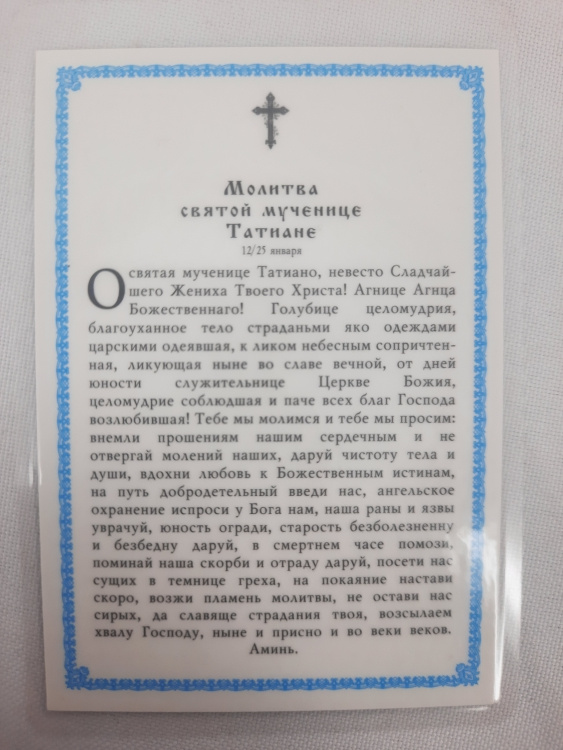 Молитва
святой мученице
Татиане
12/25 января
О святая мученице Татиано, невесто Сладчай-
шего Жениха Твоего Христа! Агнице Агнца
Божественнаго! Голубице целомудрия,
благоуханное тело страданьми яко одеждами
царскими одеявшая, к ликом небесным сопричтен-
ная, ликующая ныне во славе вечной, от дней
юности служительнице Церкве Божия,
целомудрие соблюдшая и паче всех благ Господа
возлюбившая! Тебе мы молимся и тебе мы просим:
внемли прошениям нашим сердечным и не
отвергай молений наших, даруй чистоту тела и
души, вдохни любовь к Божественным истинам,
на путь добродетельный введи нас, ангельское
охранение испроси у Бога нам, наша раны и язвы
уврачуй, юность огради, старость безболезненну
и безбедну даруй, в смертнем часе помози,
поминай наша скорби и отраду даруй, посети нас
сущих в темнице греха, на покаяние настави
скоро, возжи пламень молитвы, не остави нас
сирых, да славяще страдания твоя, возсылаем
хвалу Господу, ныне и присно и во веки веков.
Аминь.